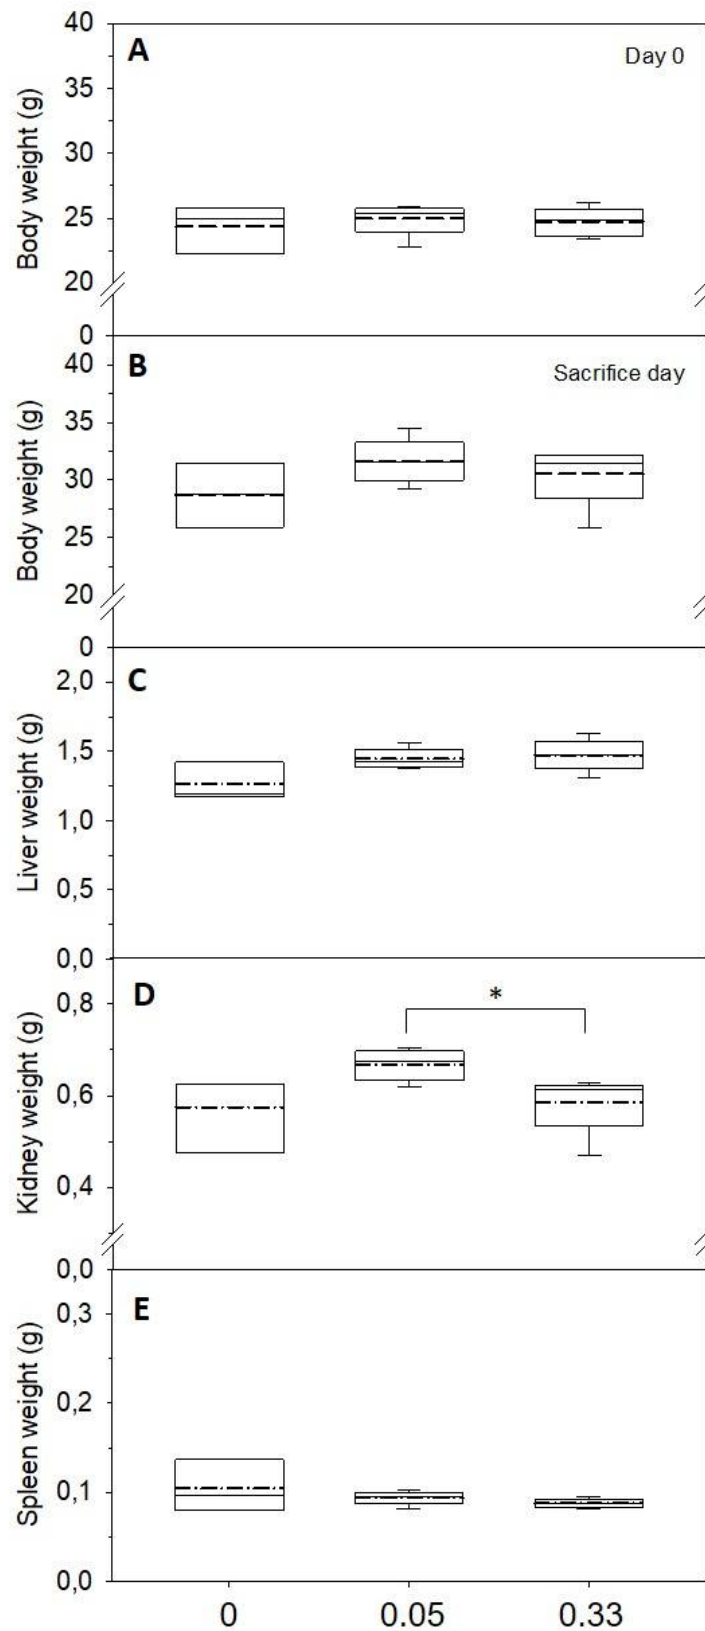 40
A
Day 0
35
30
25
20
0
Body weight (g)
40
B
Sacrifice day
35
30
25
20
0
Body weight (g)
2,0
C
1,5
1,0
0,5
0,0
Liver weight (g)
0,8
D
*
0,6
0,4
0,0
Kidney weight (g)
0,3
E
0,2
0,1
0,0
Spleen weight (g)
0 0.05 0.33